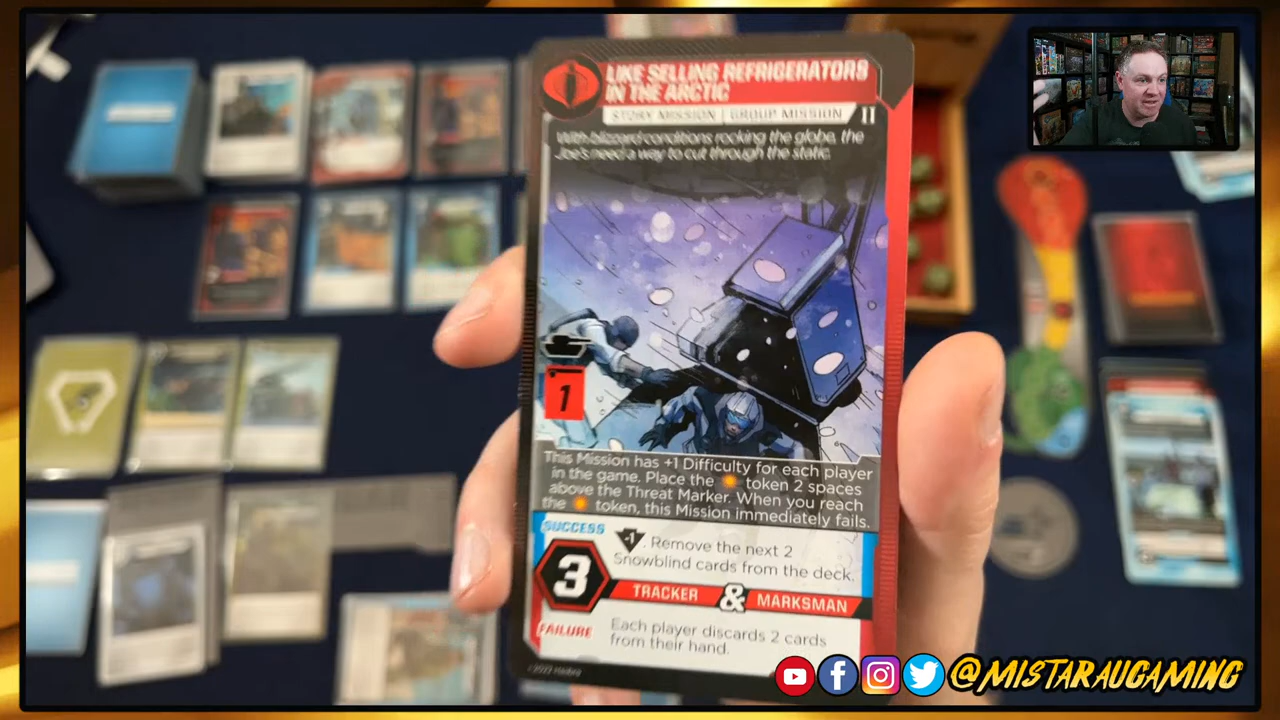 LIKE SELLING REFRIGERATORS
IN THE ARCTIC
STORY MISSION | GROUP MISSION II
With blizzard conditions rocking the globe, the
Joe's need a way to cut through the static.
1
This Mission has +1 Difficulty for each player
in the game. Place the token 2 spaces
above the Threat Marker. When you reach
the token, this Mission immediately fails.
SUCCESS
-1. Remove the next 2
Snowblind cards from the deck.
3
TRACKER & MARKSMAN
FAILURE
Each player discards 2 cards
from their hand.
©2022 Hasbro
@MISTARAUGAMING